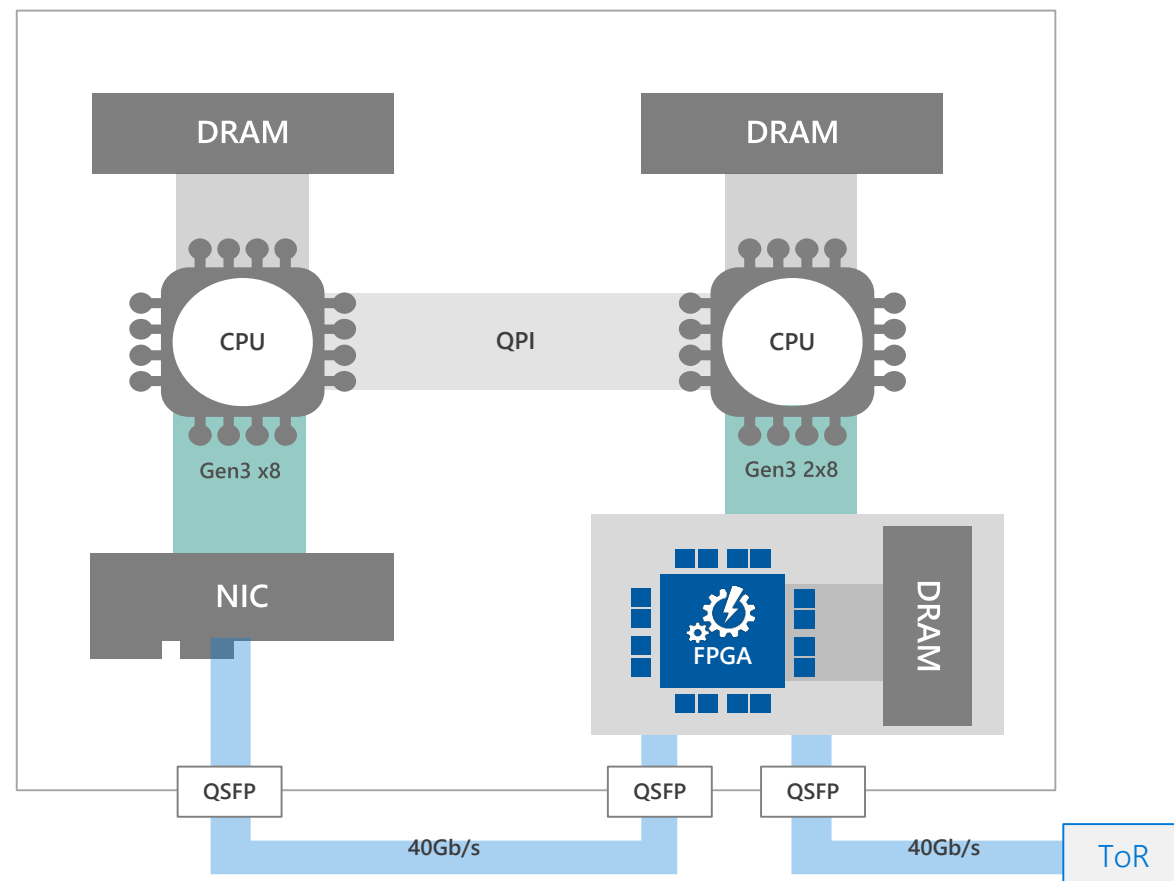 DRAM
DRAM
CPU
QPI
CPU
Gen3 x8
Gen3 2x8
NIC
FPGA
DRAM
QSFP
QSFP
QSFP
40Gb/s
40Gb/s
ToR